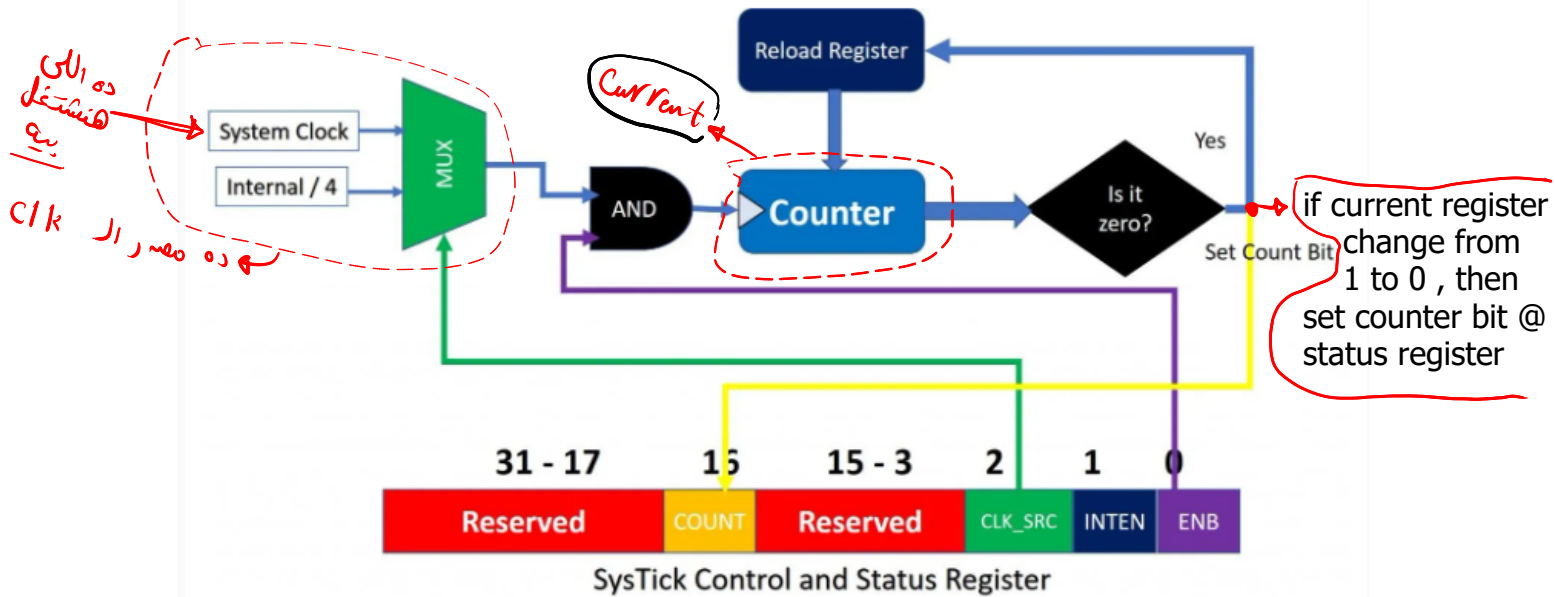 ده اللى
هنشتغل
بيه
System Clock
Internal / 4
MUX
ده مصدر ال clk
AND
Current
Reload Register
Counter
Is it
zero?
Yes
Set Count Bit
if current register
change from
1 to 0 , then
set counter bit @
status register
31 - 17
16
15 - 3
2
1
0
Reserved
COUNT
Reserved
CLK_SRC
INTEN
ENB
SysTick Control and Status Register